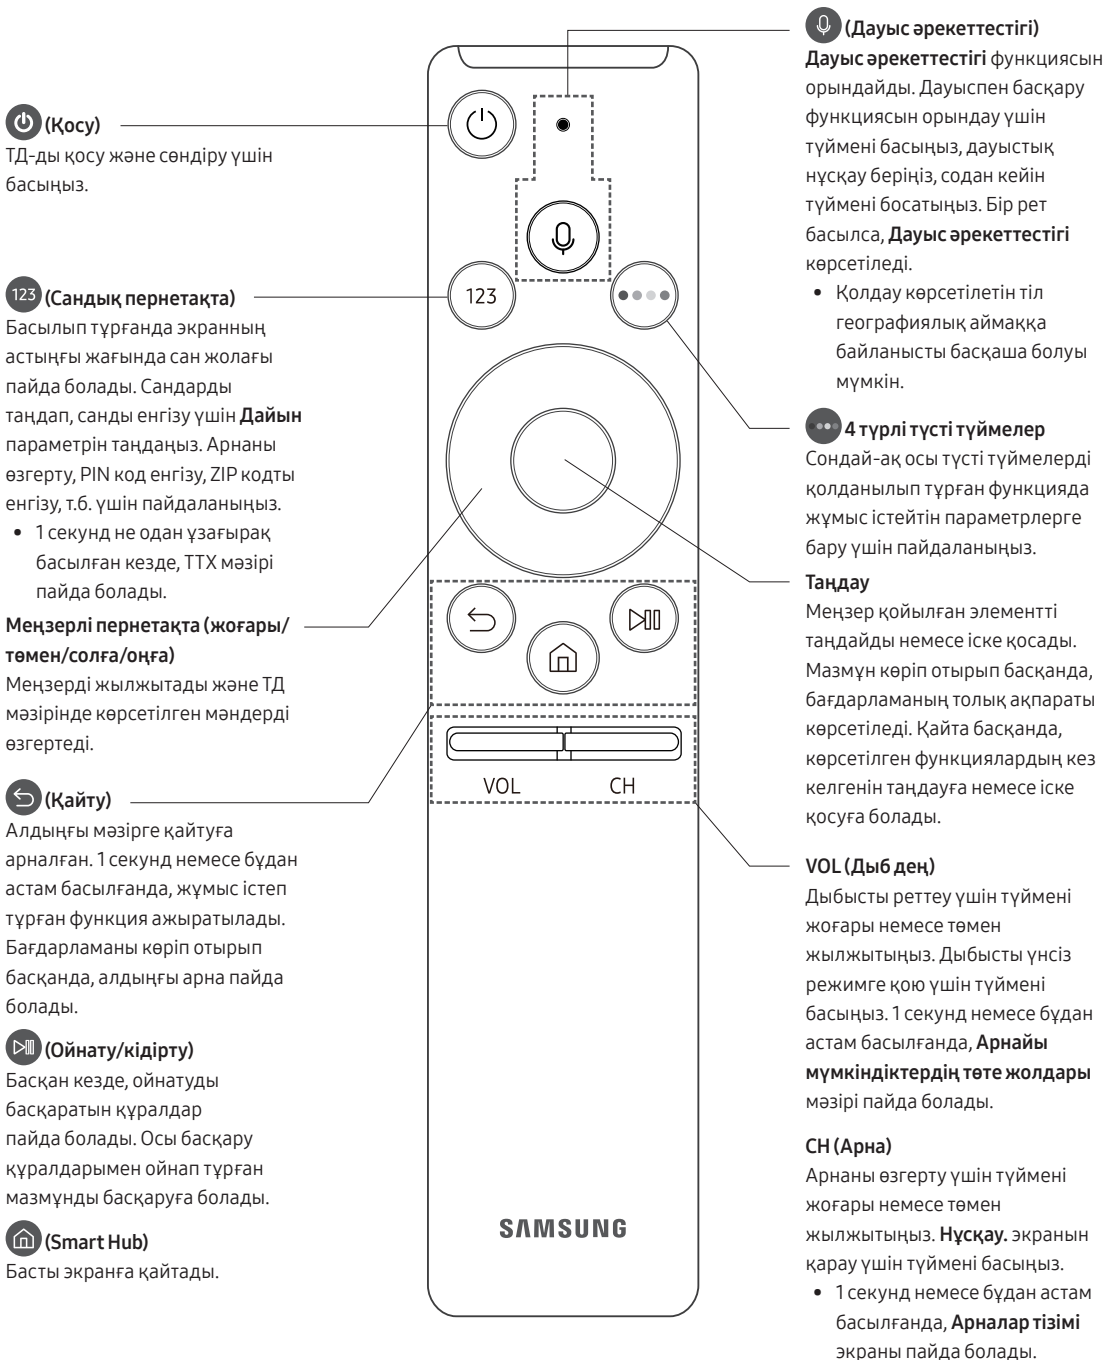 (Қосу)
ТД-ды қосу және сөндіру үшін
басыңыз.
123 (Сандық пернетақта)
Басылып тұрғанда экранның
астыңғы жағында сан жолағы
пайда болады. Сандарды
таңдап, санды енгізу үшін Дайын
параметрін таңдаңыз. Арнаны
өзгерту, PIN код енгізу, ZIP кодты
енгізу, т.б. үшін пайдаланыңыз.
• 1 секунд не одан ұзағырақ
басылған кезде, TTX мәзірі
пайда болады.
Меңзерлі пернетақта (жоғары/
төмен/солға/оңға)
Меңзерді жылжытады және ТД
мәзірінде көрсетілген мәндерді
өзгертеді.
(Қайту)
Алдыңғы мәзірге қайтуға
арналған. 1 секунд немесе бұдан
астам басылғанда, жұмыс істеп
тұрған функция ажыратылады.
Бағдарламаны көріп отырып
басқанда, алдыңғы арна пайда
болады.
(Ойнату/кідірту)
Басқан кезде, ойнатуды
басқаратын құралдар
пайда болады. Осы басқару
құралдарымен ойнап тұрған
мазмұнды басқаруға болады.
(Smart Hub)
Басты экранға қайтады.
123
VOL CH
SAMSUNG
(Дауыс әрекеттестігі)
Дауыс әрекеттестігі функциясын
орындайды. Дауыспен басқару
функциясын орындау үшін
түймені басыңыз, дауыстық
нұсқау беріңіз, содан кейін
түймені босатыңыз. Бір рет
басылса, Дауыс әрекеттестігі
көрсетіледі.
• Қолдау көрсетілетін тіл
географиялық аймаққа
байланысты басқаша болуы
мүмкін.
4 түрлі түсті түймелер
Сондай-ақ осы түсті түймелерді
қолданылып тұрған функцияда
жұмыс істейтін параметрлерге
бару үшін пайдаланыңыз.
Таңдау
Меңзер қойылған элементті
таңдайды немесе іске қосады.
Мазмұн көріп отырып басқанда,
бағдарламаның толық ақпараты
көрсетіледі. Қайта басқанда,
көрсетілген функциялардың кез
келгенін таңдауға немесе іске
қосуға болады.
VOL (Дыб дең)
Дыбысты реттеу үшін түймені
жоғары немесе төмен
жылжытыңыз. Дыбысты үнсіз
режимге қою үшін түймені
басыңыз. 1 секунд немесе бұдан
астам басылғанда, Арнайы
мүмкіндіктердің төте жолдары
мәзірі пайда болады.
CH (Арна)
Арнаны өзгерту үшін түймені
жоғары немесе төмен
жылжытыңыз. Нұсқау. экранын
қарау үшін түймені басыңыз.
• 1 секунд немесе бұдан астам
басылғанда, Арналар тізімі
экраны пайда болады.